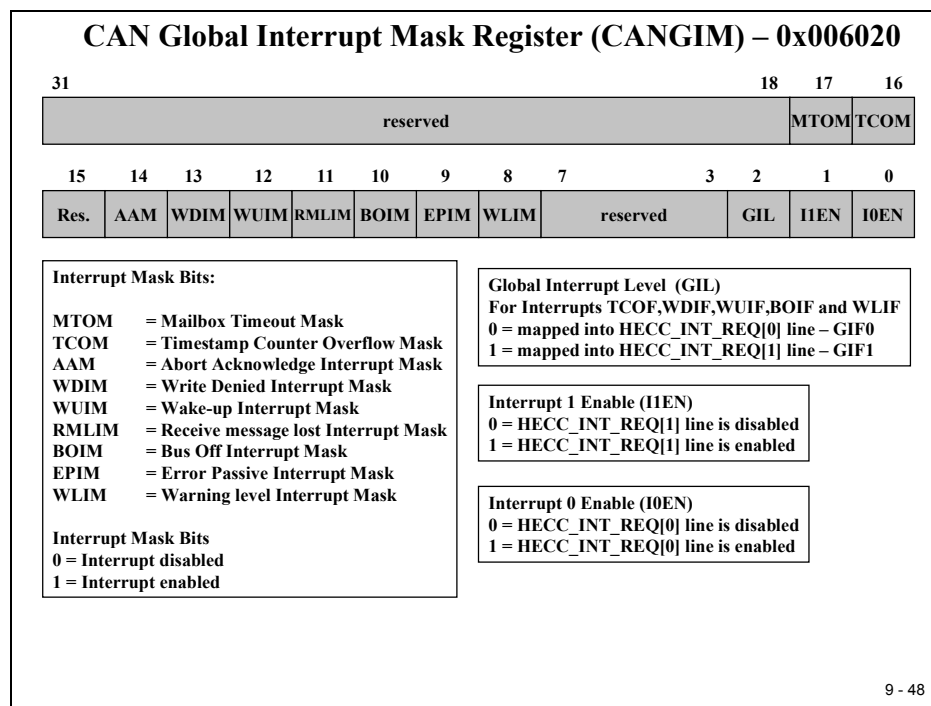 CAN Global Interrupt Mask Register (CANGIM) – 0x006020
31 18 17 16
reserved MTOM TCOM
15 14 13 12 11 10 9 8 7 3 2 1 0
Res. AAM WDIM WUIM RMLIM BOIM EPIM WLIM reserved GIL I1EN I0EN
Interrupt Mask Bits:
MTOM = Mailbox Timeout Mask
TCOM = Timestamp Counter Overflow Mask
AAM = Abort Acknowledge Interrupt Mask
WDIM = Write Denied Interrupt Mask
WUIM = Wake-up Interrupt Mask
RMLIM = Receive message lost Interrupt Mask
BOIM = Bus Off Interrupt Mask
EPIM = Error Passive Interrupt Mask
WLIM = Warning level Interrupt Mask
Interrupt Mask Bits
0 = Interrupt disabled
1 = Interrupt enabled
Global Interrupt Level (GIL)
For Interrupts TCOF,WDIF,WUIF,BOIF and WLIF
0 = mapped into HECC_INT_REQ[0] line – GIF0
1 = mapped into HECC_INT_REQ[1] line – GIF1
Interrupt 1 Enable (I1EN)
0 = HECC_INT_REQ[1] line is disabled
1 = HECC_INT_REQ[1] line is enabled
Interrupt 0 Enable (I0EN)
0 = HECC_INT_REQ[0] line is disabled
1 = HECC_INT_REQ[0] line is enabled
9 - 48